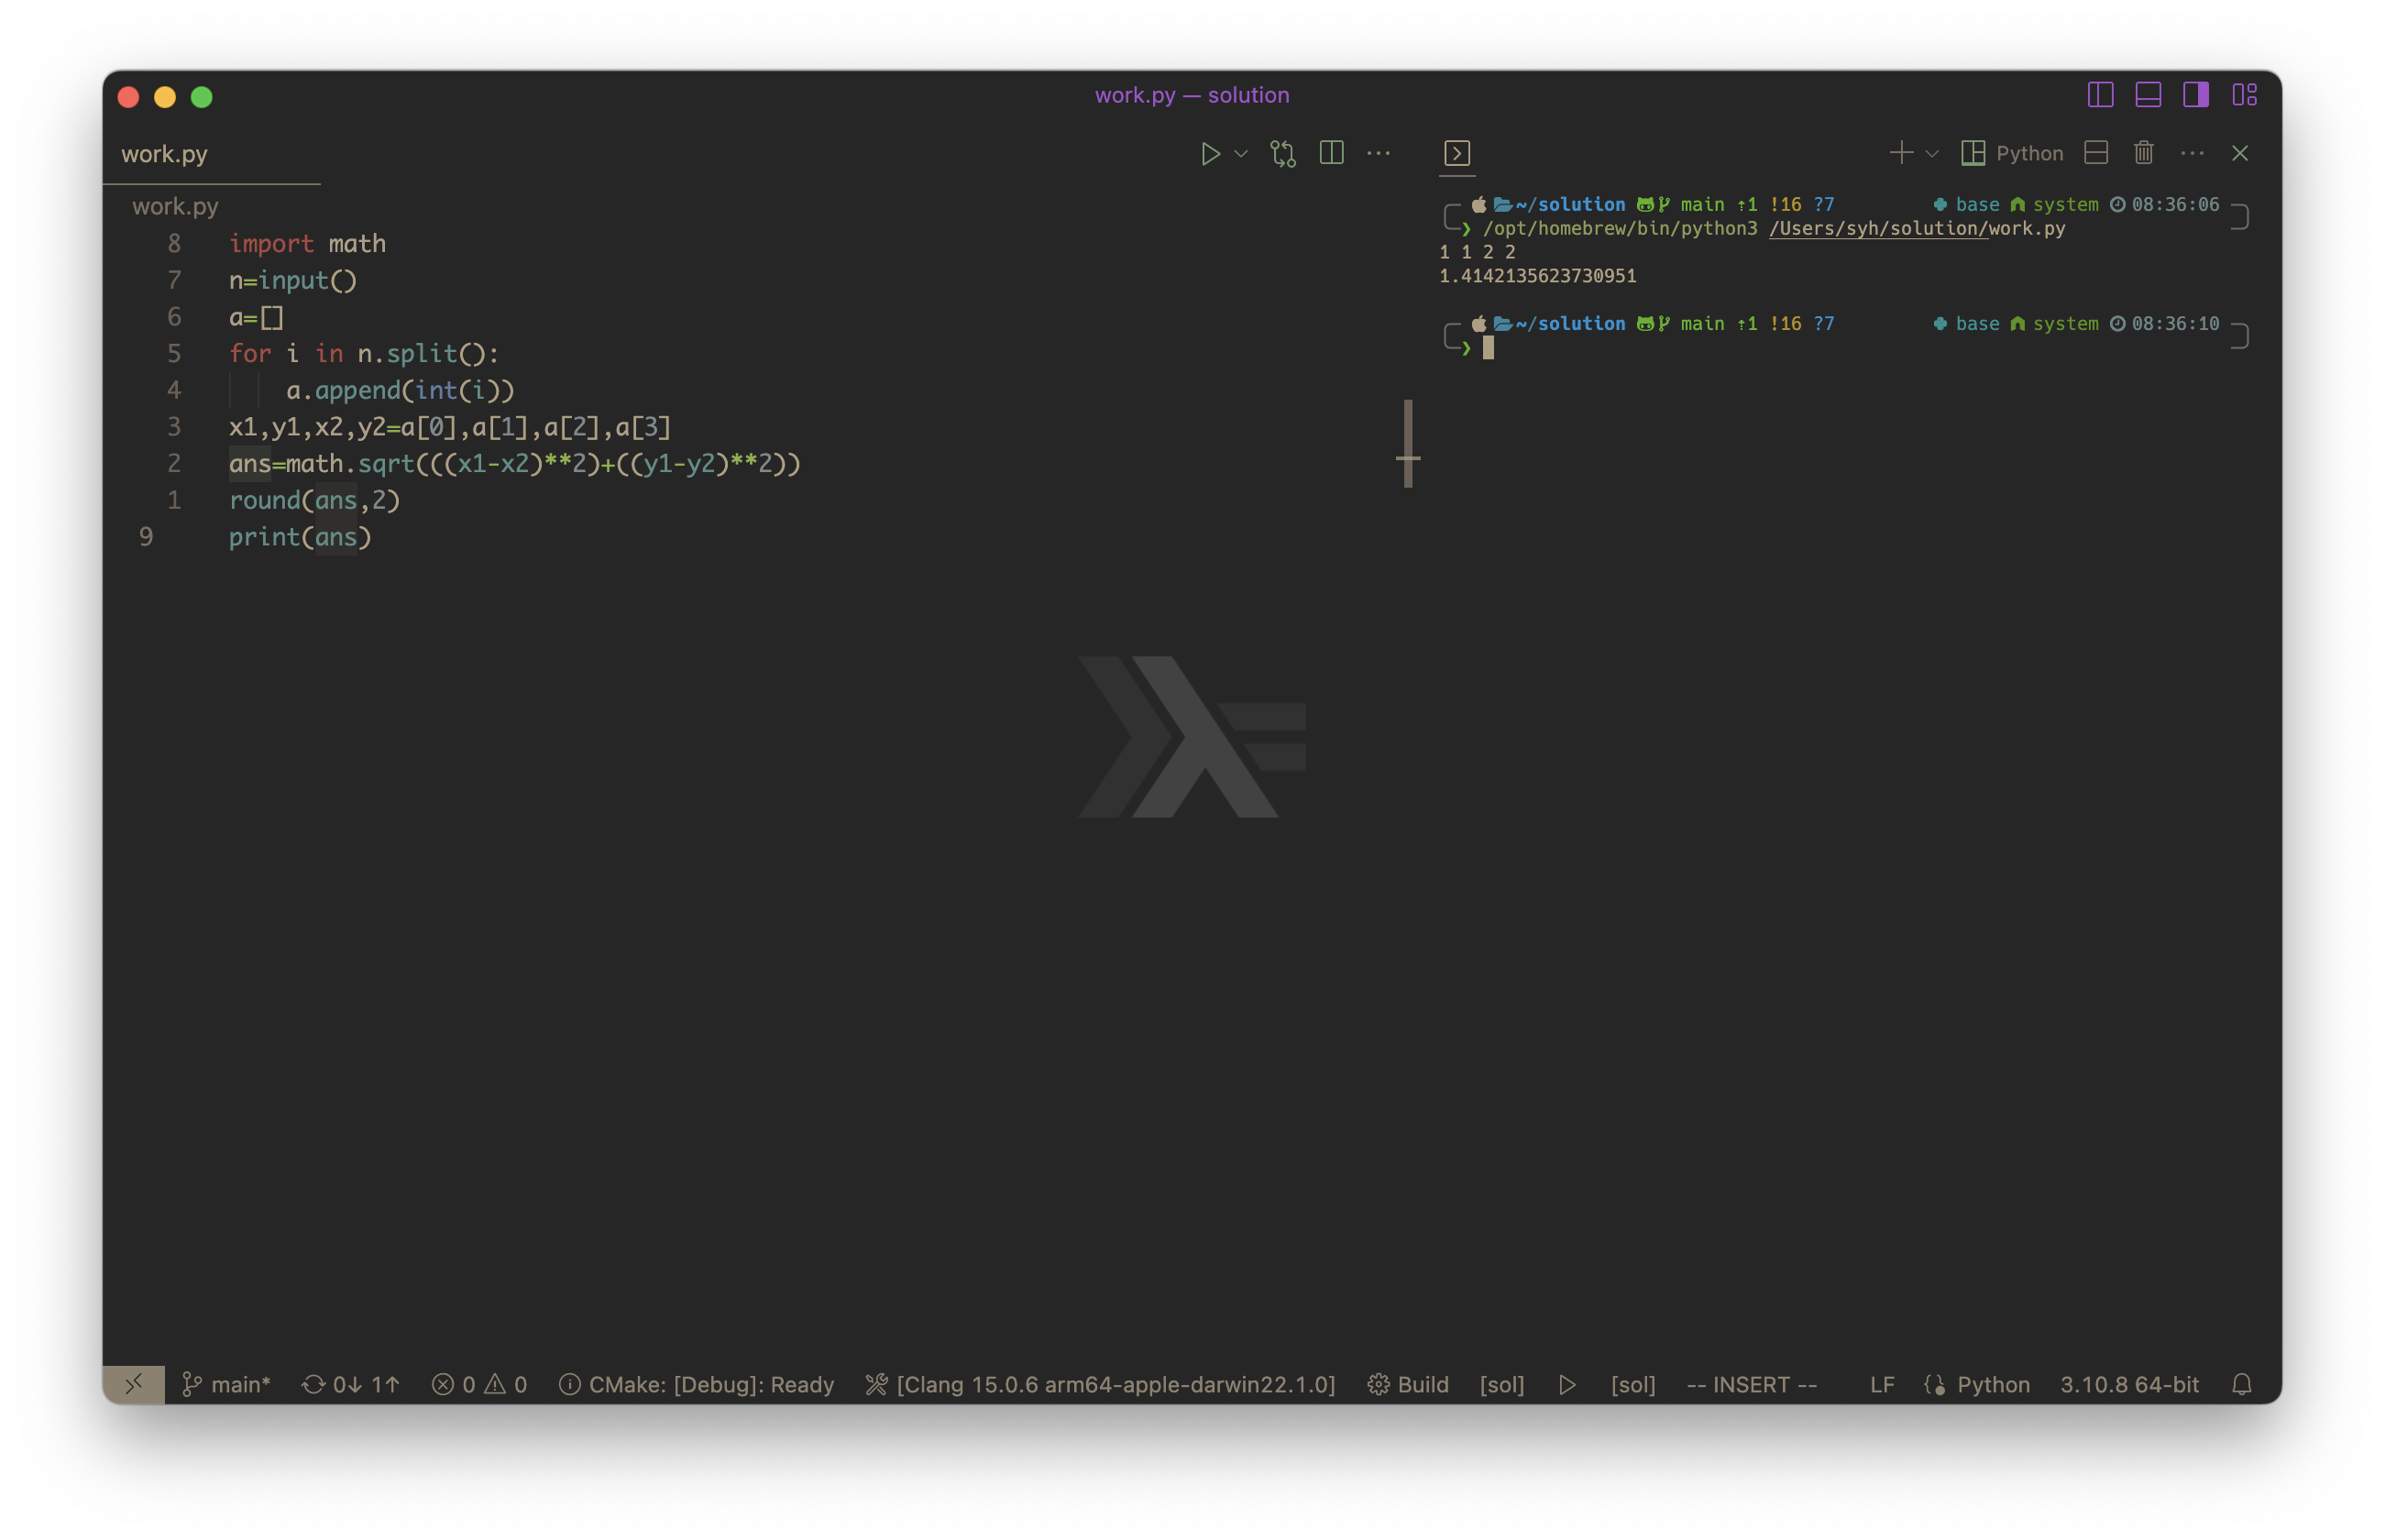 work.py — solution
work.py
work.py
8 import math
7 n=input()
6 a=[]
5 for i in n.split():
4 a.append(int(i))
3 x1,y1,x2,y2=a[0],a[1],a[2],a[3]
2 ans=math.sqrt(((x1-x2)**2)+((y1-y2)**2))
1 round(ans,2)
9 print(ans)
Python
~/solution main ⇡1 !16 ?7 base system 08:36:06
❯ /opt/homebrew/bin/python3 /Users/syh/solution/work.py
1 1 2 2
1.4142135623730951
~/solution main ⇡1 !16 ?7 base system 08:36:10
❯
main* 0↓ 1↑ 0 0 CMake: [Debug]: Ready [Clang 15.0.6 arm64-apple-darwin22.1.0] Build [sol] [sol] -- INSERT -- LF Python 3.10.8 64-bit